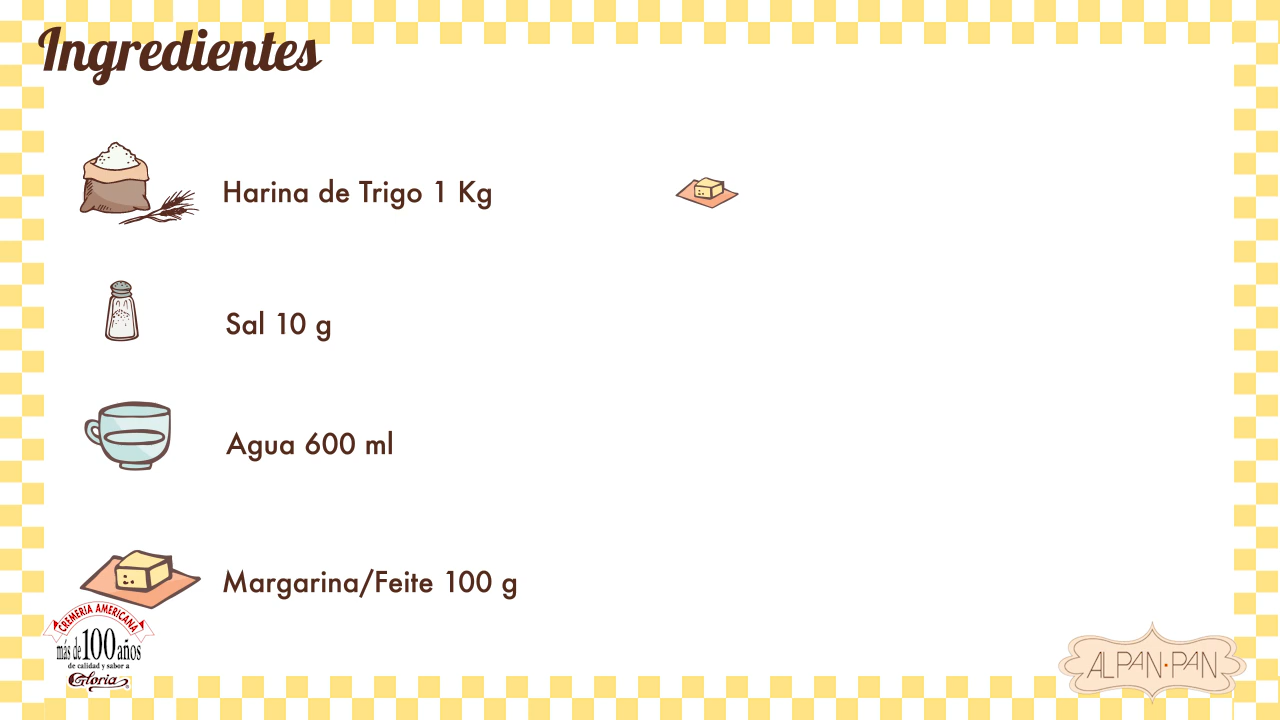 Ingredientes
Harina de Trigo 1 Kg
Sal 10 g
Agua 600 ml
Margarina/Feite 100 g
CREMERIA AMERICANA
más de 100 años
de calidad y sabor a
Gloria
ALPAN·PAN